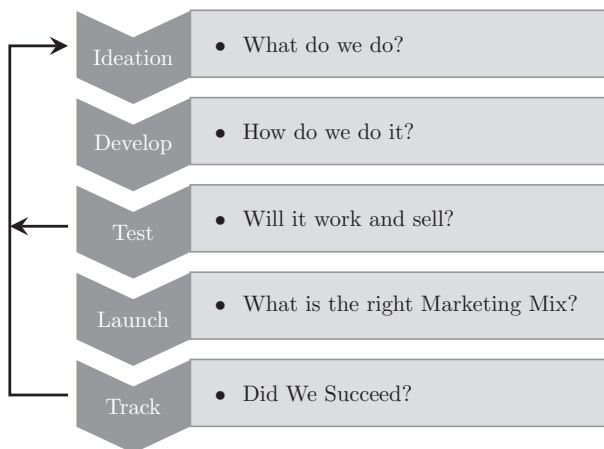 Ideation
• What do we do?
Develop
• How do we do it?
Test
• Will it work and sell?
Launch
• What is the right Marketing Mix?
Track
• Did We Succeed?